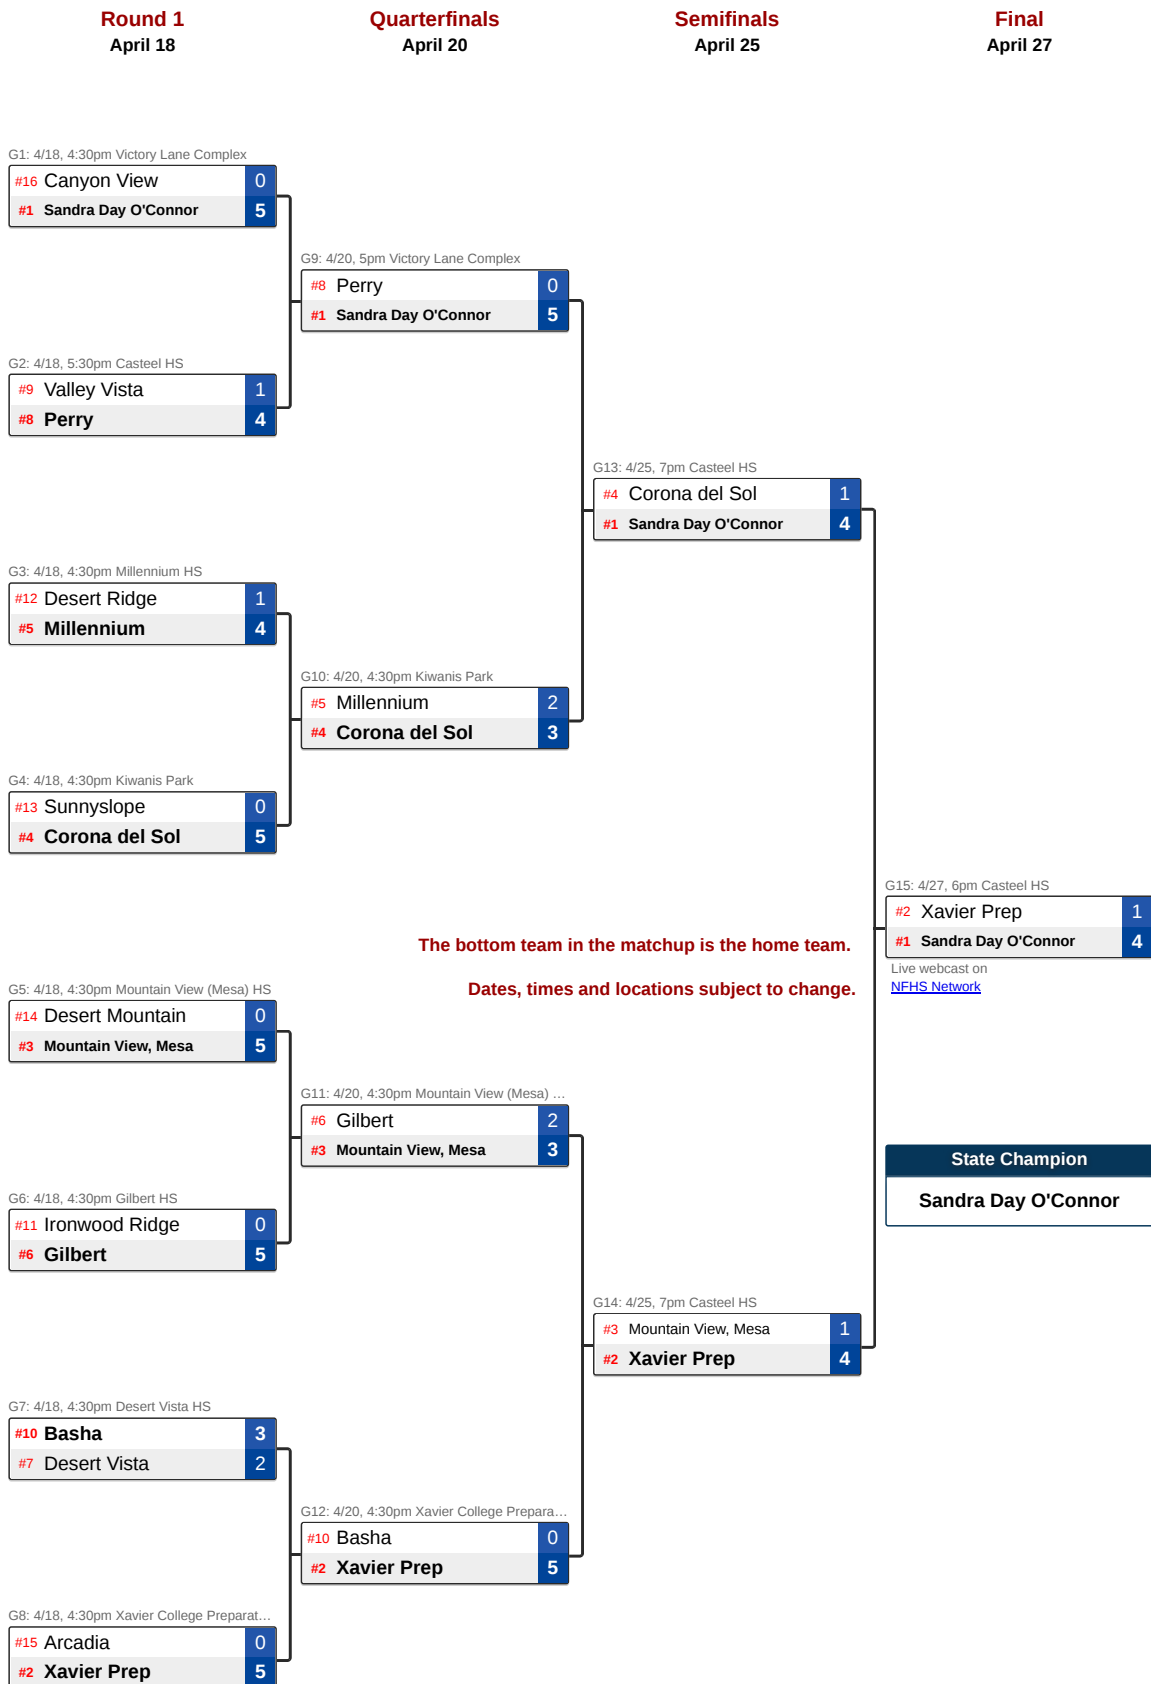 Round 1
April 18
Quarterfinals
April 20
Semifinals
April 25
Final
April 27
G1: 4/18, 4:30pm Victory Lane Complex
#16 Canyon View 0
#1 Sandra Day O'Connor 5
G2: 4/18, 5:30pm Casteel HS
#9 Valley Vista 1
#8 Perry 4
G3: 4/18, 4:30pm Millennium HS
#12 Desert Ridge 1
#5 Millennium 4
G4: 4/18, 4:30pm Kiwanis Park
#13 Sunnyslope 0
#4 Corona del Sol 5
G5: 4/18, 4:30pm Mountain View (Mesa) HS
#14 Desert Mountain 0
#3 Mountain View, Mesa 5
G6: 4/18, 4:30pm Gilbert HS
#11 Ironwood Ridge 0
#6 Gilbert 5
G7: 4/18, 4:30pm Desert Vista HS
#10 Basha 3
#7 Desert Vista 2
G8: 4/18, 4:30pm Xavier College Preparat...
#15 Arcadia 0
#2 Xavier Prep 5
G9: 4/20, 5pm Victory Lane Complex
#8 Perry 0
#1 Sandra Day O'Connor 5
G10: 4/20, 4:30pm Kiwanis Park
#5 Millennium 2
#4 Corona del Sol 3
G11: 4/20, 4:30pm Mountain View (Mesa) ...
#6 Gilbert 2
#3 Mountain View, Mesa 3
G12: 4/20, 4:30pm Xavier College Prepara...
#10 Basha 0
#2 Xavier Prep 5
G13: 4/25, 7pm Casteel HS
#4 Corona del Sol 1
#1 Sandra Day O'Connor 4
The bottom team in the matchup is the home team.
Dates, times and locations subject to change.
G14: 4/25, 7pm Casteel HS
#3 Mountain View, Mesa 1
#2 Xavier Prep 4
G15: 4/27, 6pm Casteel HS
#2 Xavier Prep 1
#1 Sandra Day O'Connor 4
Live webcast on
NFHS Network
State Champion
Sandra Day O'Connor